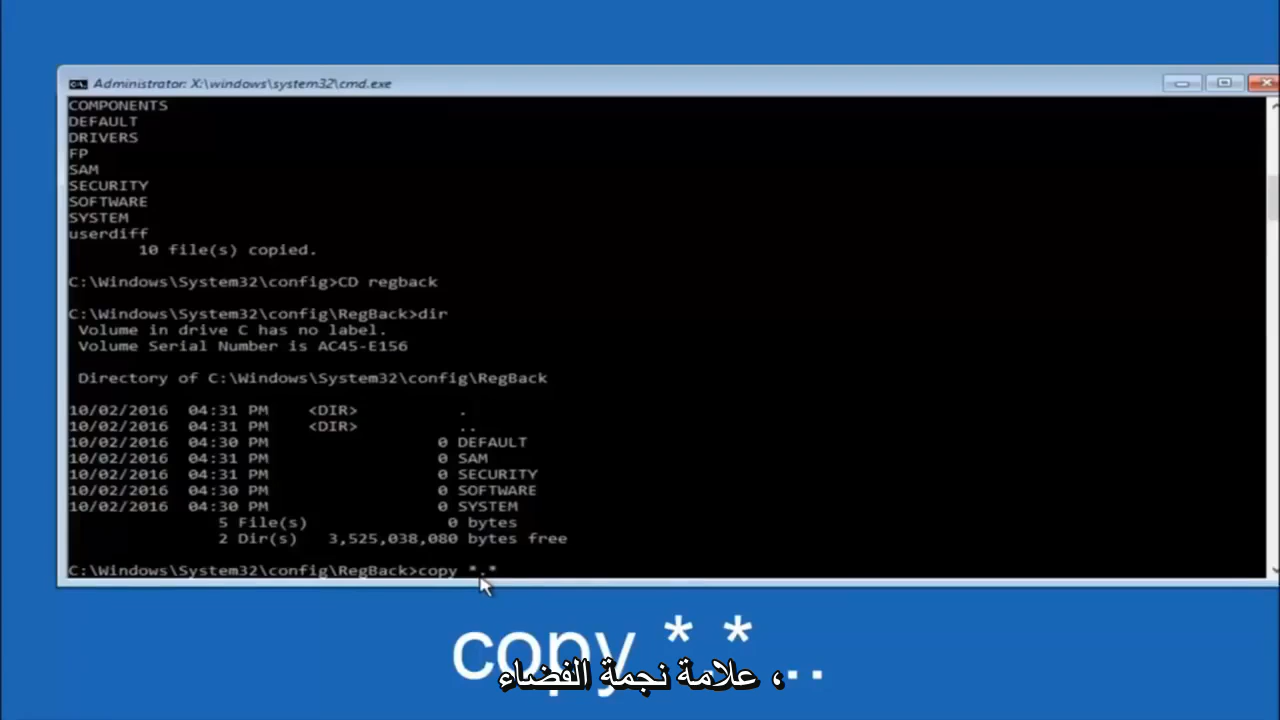 Administrator: X:\windows\system32\cmd.exe
COMPONENTS
DEFAULT
DRIVERS
FP
SAM
SECURITY
SOFTWARE
SYSTEM
userdiff
10 file(s) copied.
C:\Windows\System32\config>CD regback
C:\Windows\System32\config\RegBack>dir
Volume in drive C has no label.
Volume Serial Number is AC45-E156
Directory of C:\Windows\System32\config\RegBack
10/02/2016 04:31 PM <DIR> .
10/02/2016 04:31 PM <DIR> ..
10/02/2016 04:30 PM 0 DEFAULT
10/02/2016 04:31 PM 0 SAM
10/02/2016 04:31 PM 0 SECURITY
10/02/2016 04:30 PM 0 SOFTWARE
10/02/2016 04:30 PM 0 SYSTEM
5 File(s) 0 bytes
2 Dir(s) 3,525,038,080 bytes free
C:\Windows\System32\config\RegBack>copy *.*
copy *.* ..
، علامة نجمة الفضاء